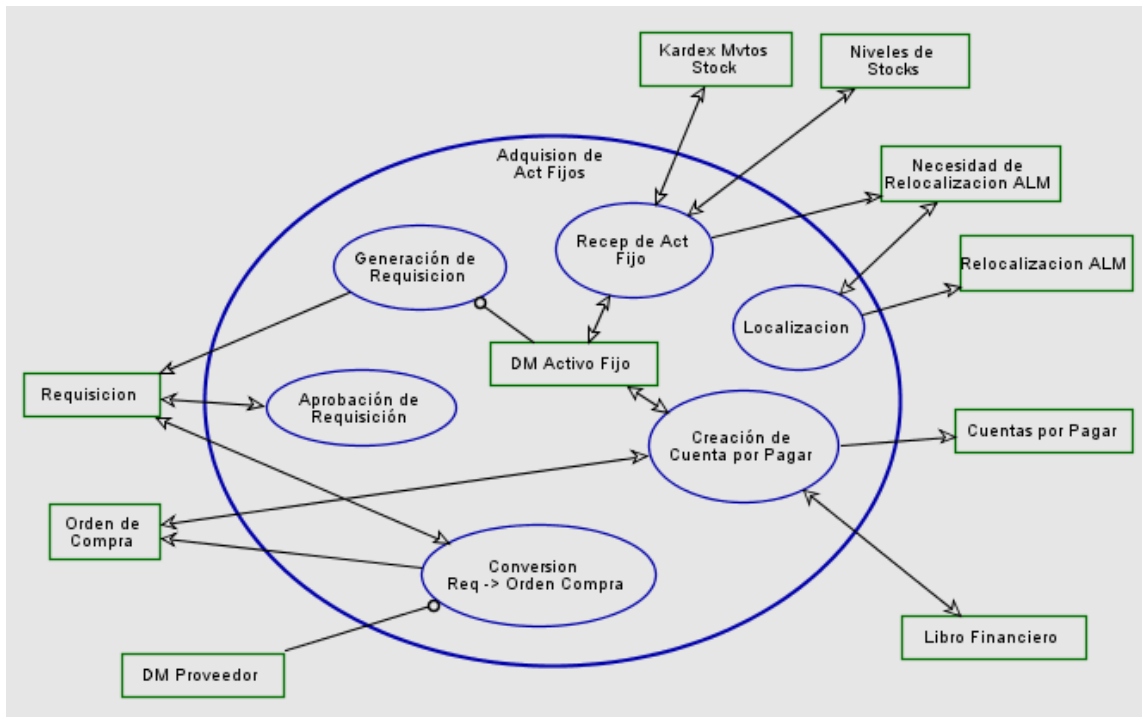 Kardex Mvtos
Stock
Niveles de
Stocks
Adquision de
Act Fijos
Necesidad de
Relocalizacion ALM
Recep de Act
Fijo
Generación de
Requisicion
Relocalizacion ALM
Localizacion
DM Activo Fijo
Requisicion
Aprobación de
Requisición
Creación de
Cuenta por Pagar
Cuentas por Pagar
Orden de
Compra
Conversion
Req -> Orden Compra
Libro Financiero
DM Proveedor